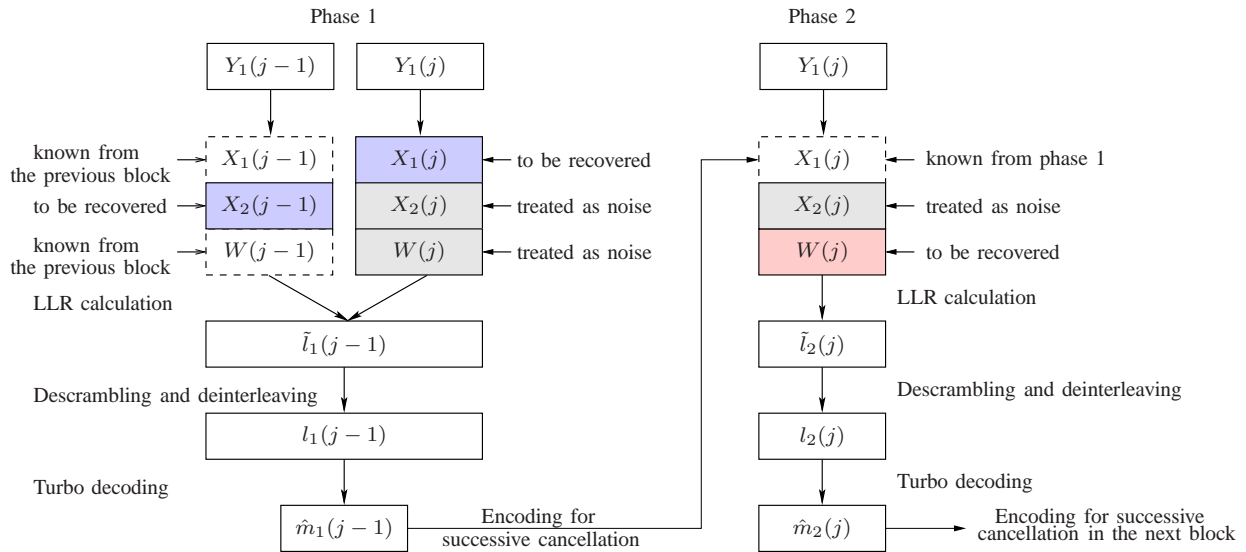 Phase 1
Phase 2
Y₁(j − 1)
Y₁(j)
Y₁(j)
known from
the previous block
X₁(j − 1)
X₁(j)
to be recovered
X₁(j)
known from phase 1
to be recovered
X₂(j − 1)
X₂(j)
treated as noise
X₂(j)
treated as noise
known from
the previous block
W(j − 1)
W(j)
treated as noise
W(j)
to be recovered
LLR calculation
LLR calculation
l̃₁(j − 1)
l̃₂(j)
Descrambling and deinterleaving
Descrambling and deinterleaving
l₁(j − 1)
l₂(j)
Turbo decoding
Turbo decoding
m̂₁(j − 1)
Encoding for
successive cancellation
m̂₂(j)
Encoding for successive
cancellation in the next block